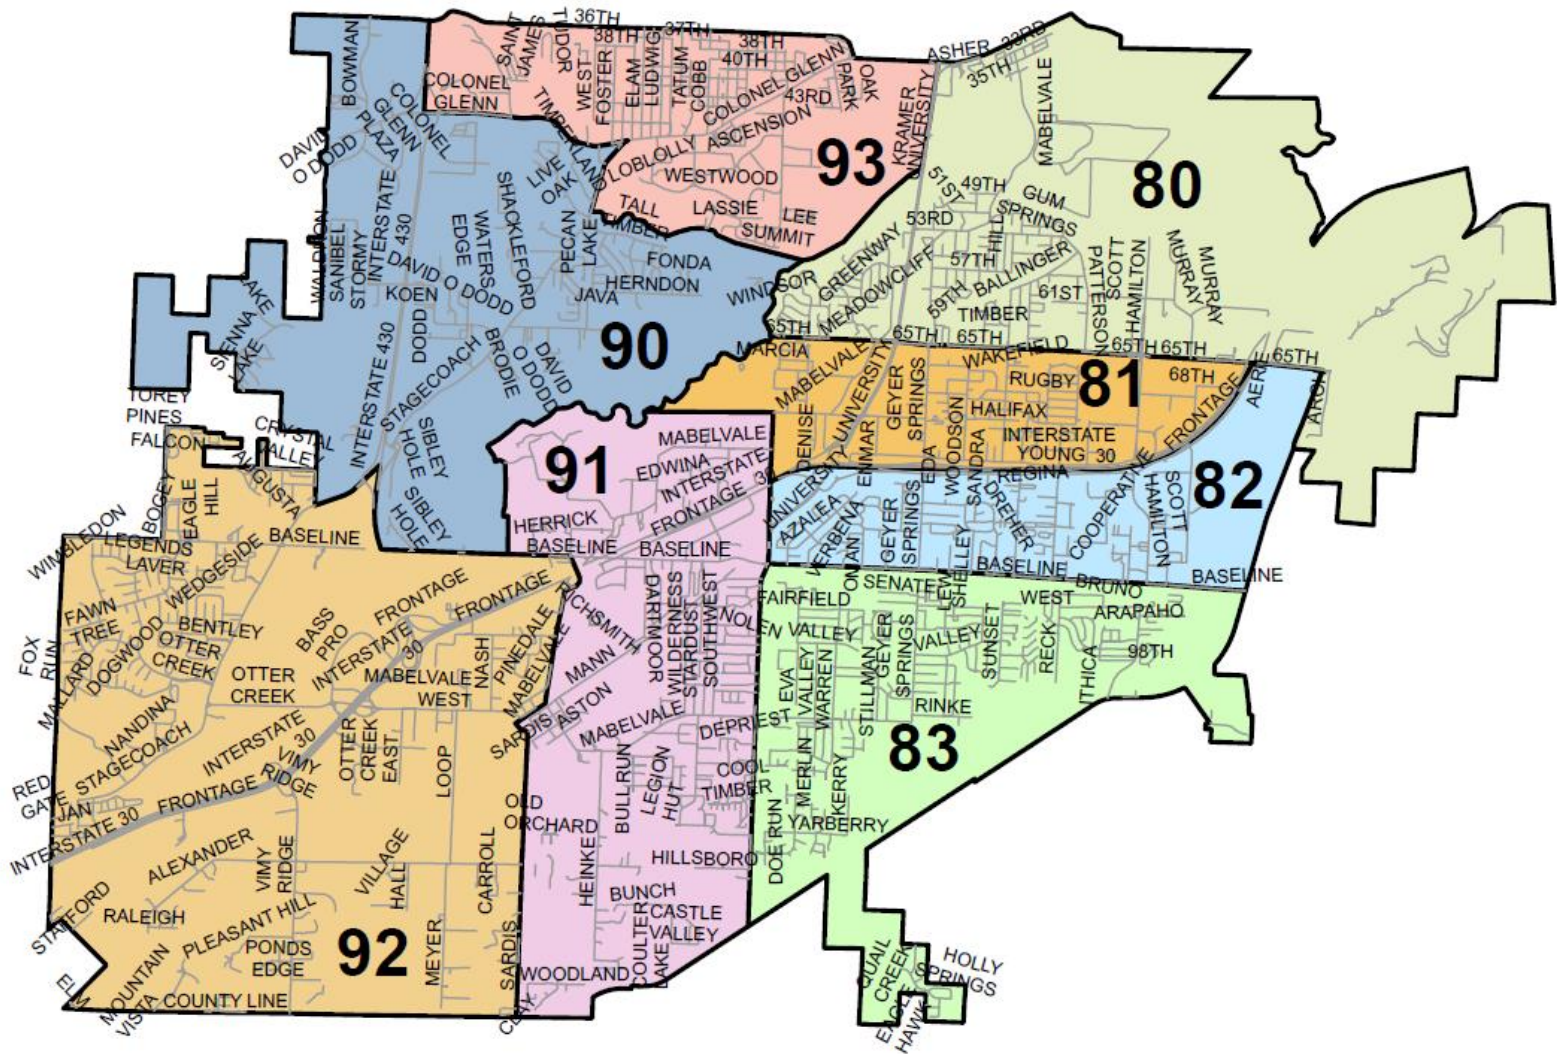 36TH
37TH
38TH
38TH
40TH
SAINT
JAMES
TUDOR
WEST
FOSTER
ELAM
LUDWIG
TATUM
COBB
COLONEL GLENN
43RD
PARK
OAK
COLONEL
GLENN
ASCENSION
LOBLOLLY
WESTWOOD
LASSIE
LEE
SUMMIT
TALL
TIMBER
KRAMER
UNIVERSITY
93
ASHER
33RD
35TH
MABELVALE
80
51ST
49TH
GUM
SPRINGS
53RD
HILL
57TH
BALLINGER
59TH
61ST
TIMBER
PATTERSON
SCOTT
HAMILTON
MURRAY
MURRAY
GREENWAY
MEADOWCLIFF
WINDSOR
65TH
65TH
65TH
65TH
65TH
65TH
BOWMAN
COLONEL
GLENN
PLAZA
DAVID
O DODD
INTERSTATE
430
WALDRON
SANIBEL
STORMY
DAVID O DODD
KOEN
DODD
WATERS
EDGE
SHACKLEFORD
LIVE
OAK
PECAN
LAKE
FONDA
HERNDON
JAVA
90
LAKE
SIENNA
LAKE
INTERSTATE 430
STAGECOACH
BRODIE
DAVID
O DODD
SIBLEY
HOLE
SIBLEY
HOLE
MARCIA
MABELVALE
UNIVERSITY
DENISE
ENMAR
GEYER
SPRINGS
EDA
WAKEFIELD
RUGBY
81
68TH
HALIFAX
WOODSON
SANDRA
INTERSTATE
YOUNG 30
FRONTAGE
REGINA
UNIVERSITY
AZALEA
VERBENA
GEYER
SPRINGS
SHELLEY
DREHER
COOPERATIVE
SCOTT
HAMILTON
82
BASELINE
BASELINE
TOREY
PINES
FALCON
CRYSTAL
VALLEY
AUGUSTA
BOGEY
EAGLE
HILL
WIMBLEDON
LEGENDS
LAVER
WEDGESIDE
BASELINE
FAWN
TREE
DOGWOOD
BENTLEY
OTTER
CREEK
FOX
RUN
MALLARD
NANDINA
STAGECOACH
OTTER
CREEK
BASS
PRO
FRONTAGE
FRONTAGE
INTERSTATE
30
MABELVALE
WEST
NASH
PINEDALE
MABELVALE
INTERSTATE
30
VIMY
RIDGE
FRONTAGE
OTTER
CREEK
EAST
LOOP
RED
GATE
JAN
INTERSTATE 30
ALEXANDER
VIMY
RIDGE
VILLAGE
HALL
CARROLL
STANFORD
RALEIGH
PLEASANT HILL
PONDS
EDGE
92
MEYER
SARDIS
ELM
MOUNTAIN
VISTA
COUNTY LINE
91
MABELVALE
EDWINA
INTERSTATE
30
FRONTAGE
HERRICK
BASELINE
BASELINE
MANN
DARTMOOR
WILDERNESS
STARDUST
SOUTHWEST
SARDIS
ASTON
MABELVALE
DEPRIEST
BULL RUN
LEGION
HUT
COOL
TIMBER
OLD
ORCHARD
HEINKE
HILLSBORO
BUNCH
CASTLE
VALLEY
COULTER
LAKE
WOODLAND
FAIRFIELD
SENATE
LEW
BRUNO
WEST
ARAPAHO
NOLEN VALLEY
GEYER
SPRINGS
VALLEY
SUNSET
RECK
98TH
ITHICA
EVA
VALLEY
WARREN
STILLMAN
RINKE
83
MERLIN
KERRY
YARBERRY
DOE RUN
QUAIL
CREEK
HOLLY
SPRINGS
EAGLE
HAWK